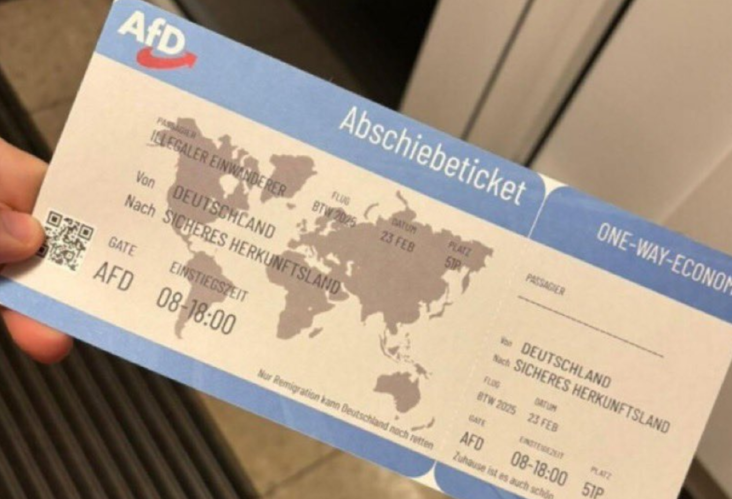 AfD
Abschiebeticket
PASSAGIER
ILLEGALER EINWANDERER
Von DEUTSCHLAND
Nach SICHERES HERKUNFTSLAND
FLUG
BTW 2025
DATUM
23 FEB
PLATZ
51P
GATE
AFD
EINSTIEGSZEIT
08-18:00
Nur Remigration kann Deutschland noch retten
ONE-WAY-ECONOM
PASSAGIER
Von DEUTSCHLAND
Nach SICHERES HERKUNFTSLAND
FLUG
BTW 2025
DATUM
23 FEB
GATE
AFD
EINSTIEGSZEIT
08-18:00
PLATZ
51P
Zuhause ist es auch schön